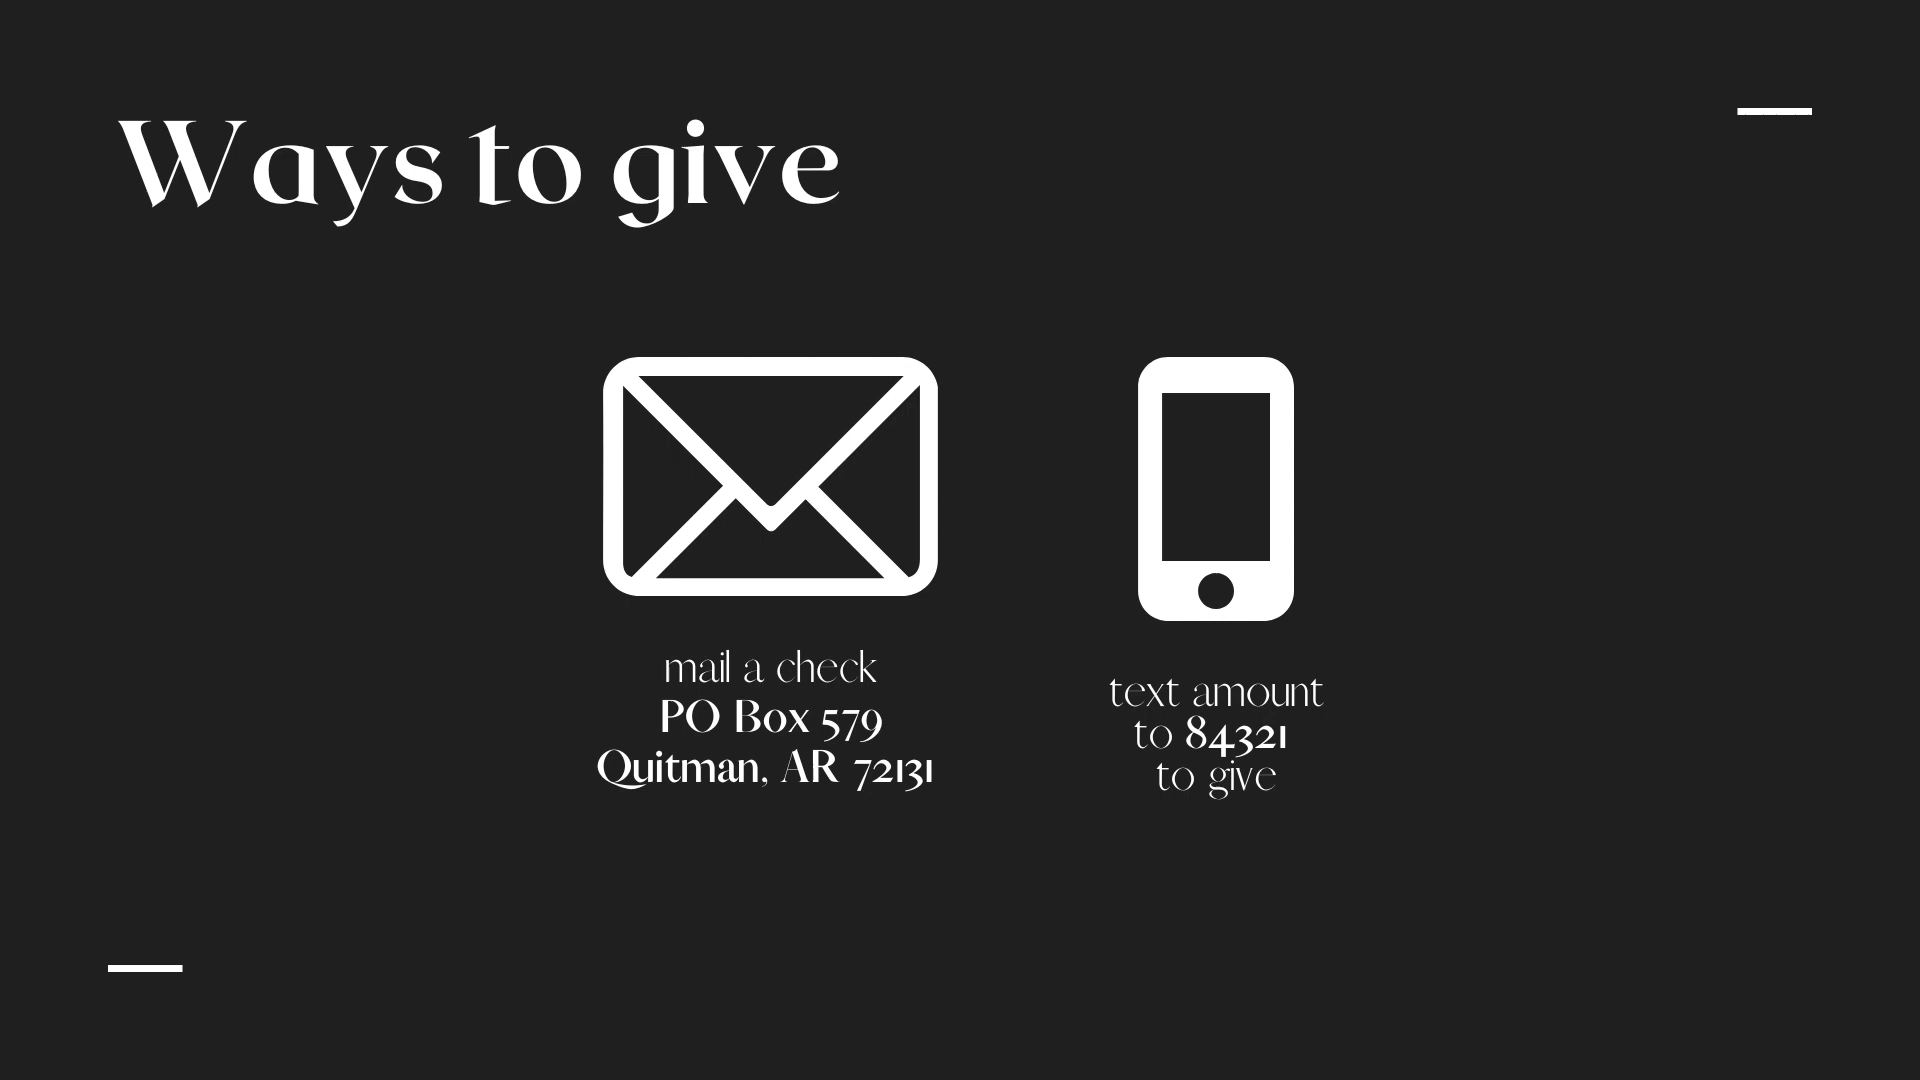 Ways to give
mail a check
PO Box 579
Quitman, AR 72131
text amount
to 84321
to give